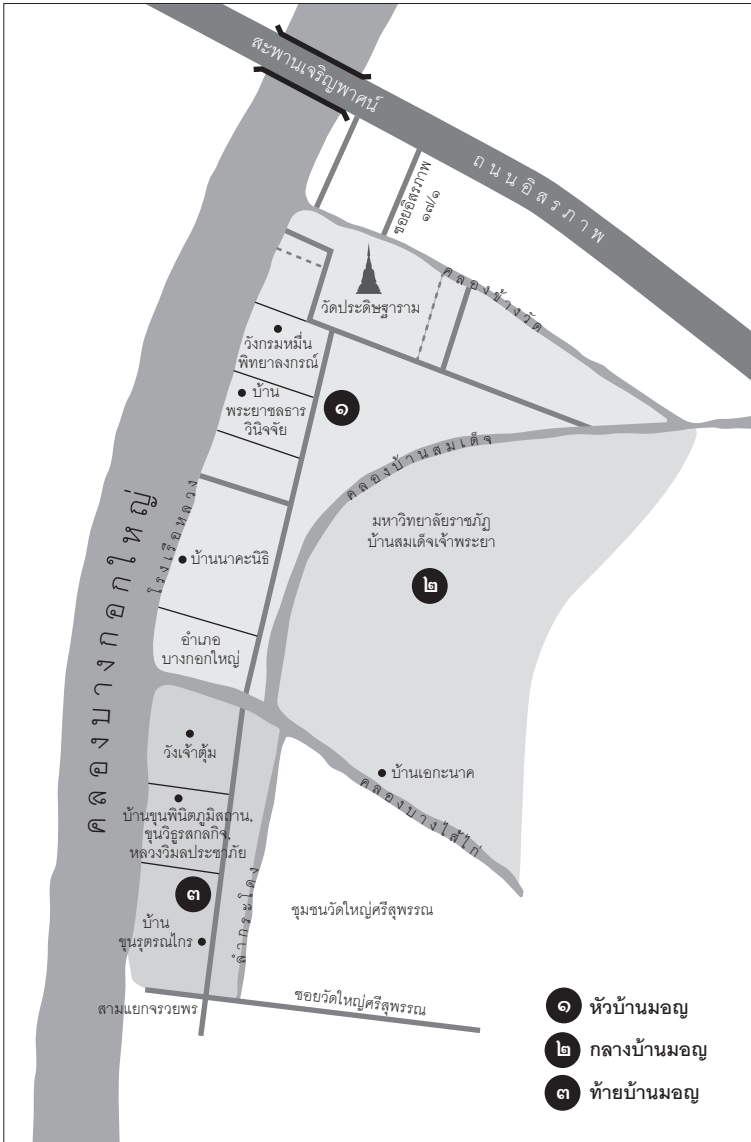 สะพานเจริญพาศน์
ถนนอิสรภาพ
ซอยอิสรภาพ
๑๗/๑
คลองข้างวัด
วัดประดิษฐาราม
วังกรมหมื่น
พิทยาลงกรณ์
บ้าน
พระยาชลธาร
วินิจจัย
๑
คลองบ้านสมเด็จ
มหาวิทยาลัยราชภัฏ
บ้านสมเด็จเจ้าพระยา
๒
คลองบางกอกใหญ่
โรงเรือหลวง
บ้านนาคะนิธิ
อำเภอ
บางกอกใหญ่
วังเจ้าตุ้ม
บ้านเอกะนาค
คลองบางไส้ไก่
บ้านขุนพินิตภูมิสถาน,
ขุนวิธูรสกลกิจ,
หลวงวิมลประชาภัย
๓
ลำกระโดง
ชุมชนวัดใหญ่ศรีสุพรรณ
บ้าน
ขุนรุตรณไกร
สามแยกจรวยพร
ซอยวัดใหญ่ศรีสุพรรณ
๑ หัวบ้านมอญ
๒ กลางบ้านมอญ
๓ ท้ายบ้านมอญ